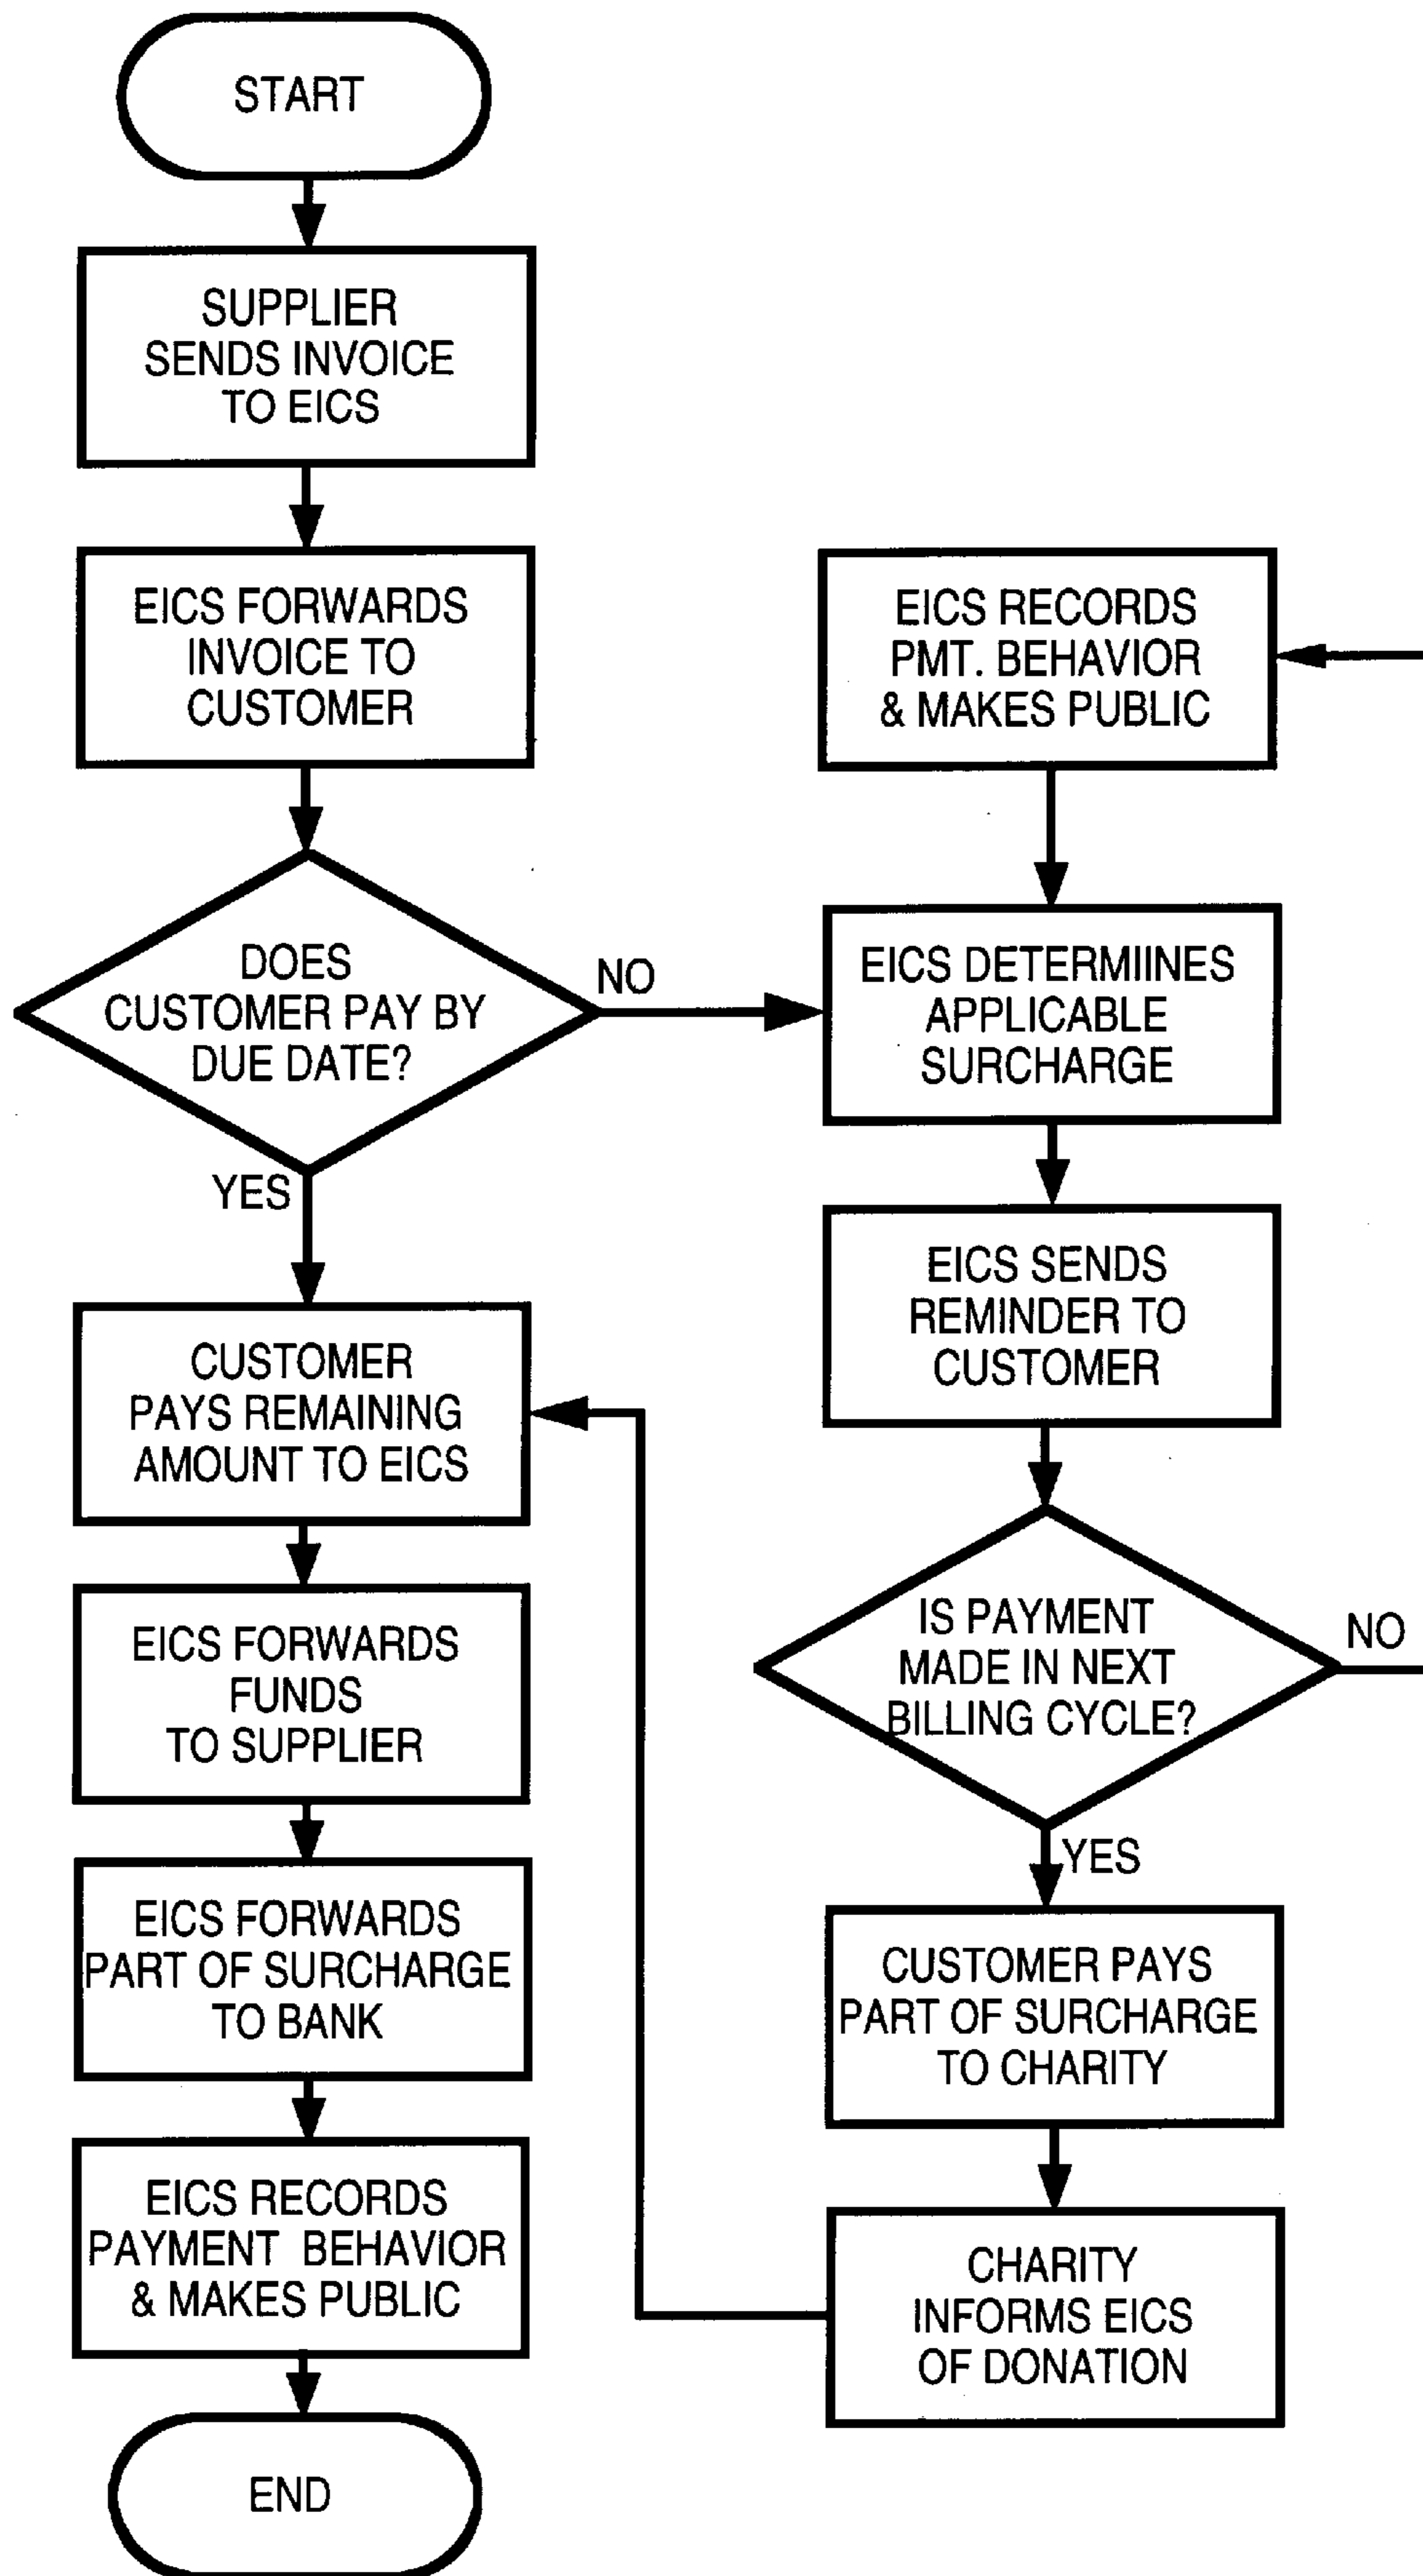 START
SUPPLIER
SENDS INVOICE
TO EICS
EICS FORWARDS
INVOICE TO
CUSTOMER
DOES
CUSTOMER PAY BY
DUE DATE?
NO
YES
CUSTOMER
PAYS REMAINING
AMOUNT TO EICS
EICS FORWARDS
FUNDS
TO SUPPLIER
EICS FORWARDS
PART OF SURCHARGE
TO BANK
EICS RECORDS
PAYMENT BEHAVIOR
& MAKES PUBLIC
END
EICS RECORDS
PMT. BEHAVIOR
& MAKES PUBLIC
EICS DETERMIINES
APPLICABLE
SURCHARGE
EICS SENDS
REMINDER TO
CUSTOMER
IS PAYMENT
MADE IN NEXT
BILLING CYCLE?
NO
YES
CUSTOMER PAYS
PART OF SURCHARGE
TO CHARITY
CHARITY
INFORMS EICS
OF DONATION